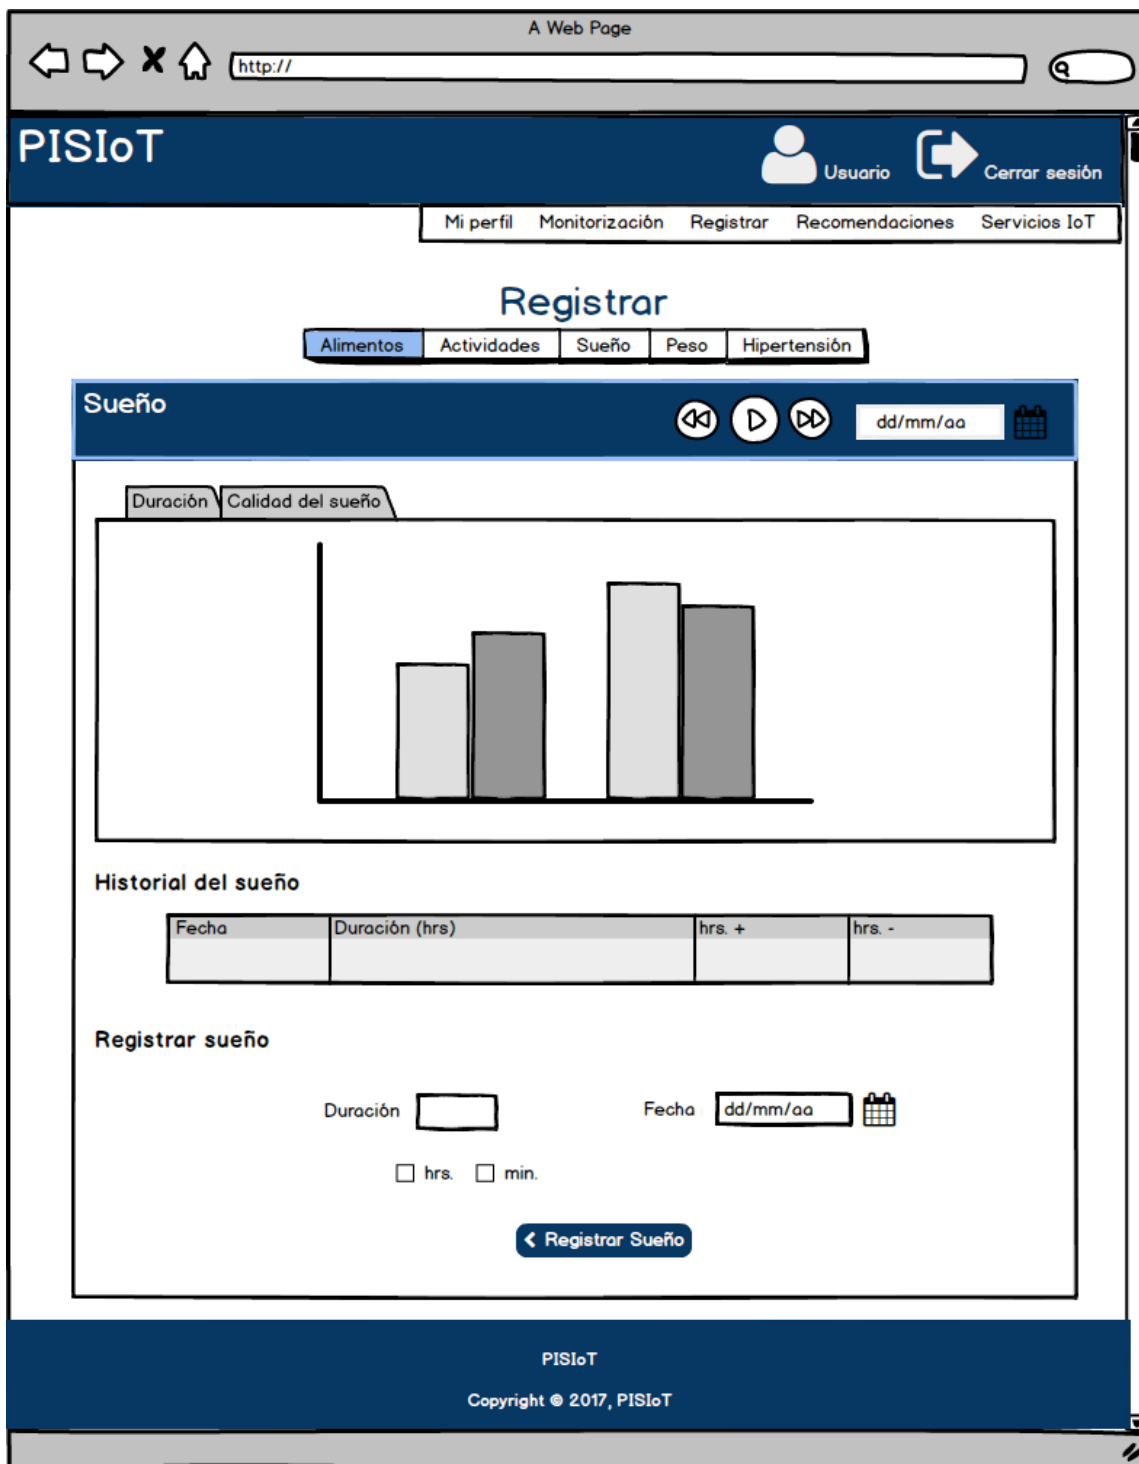 A Web Page
http://
PISIoT
Usuario
Cerrar sesión
Mi perfil Monitorización Registrar Recomendaciones Servicios IoT
Registrar
Alimentos Actividades Sueño Peso Hipertensión
Sueño
dd/mm/aa
Duración Calidad del sueño
Historial del sueño
Fecha Duración (hrs) hrs. + hrs. -
Registrar sueño
Duración Fecha dd/mm/aa
hrs. min.
Registrar Sueño
PISIoT
Copyright © 2017, PISIoT